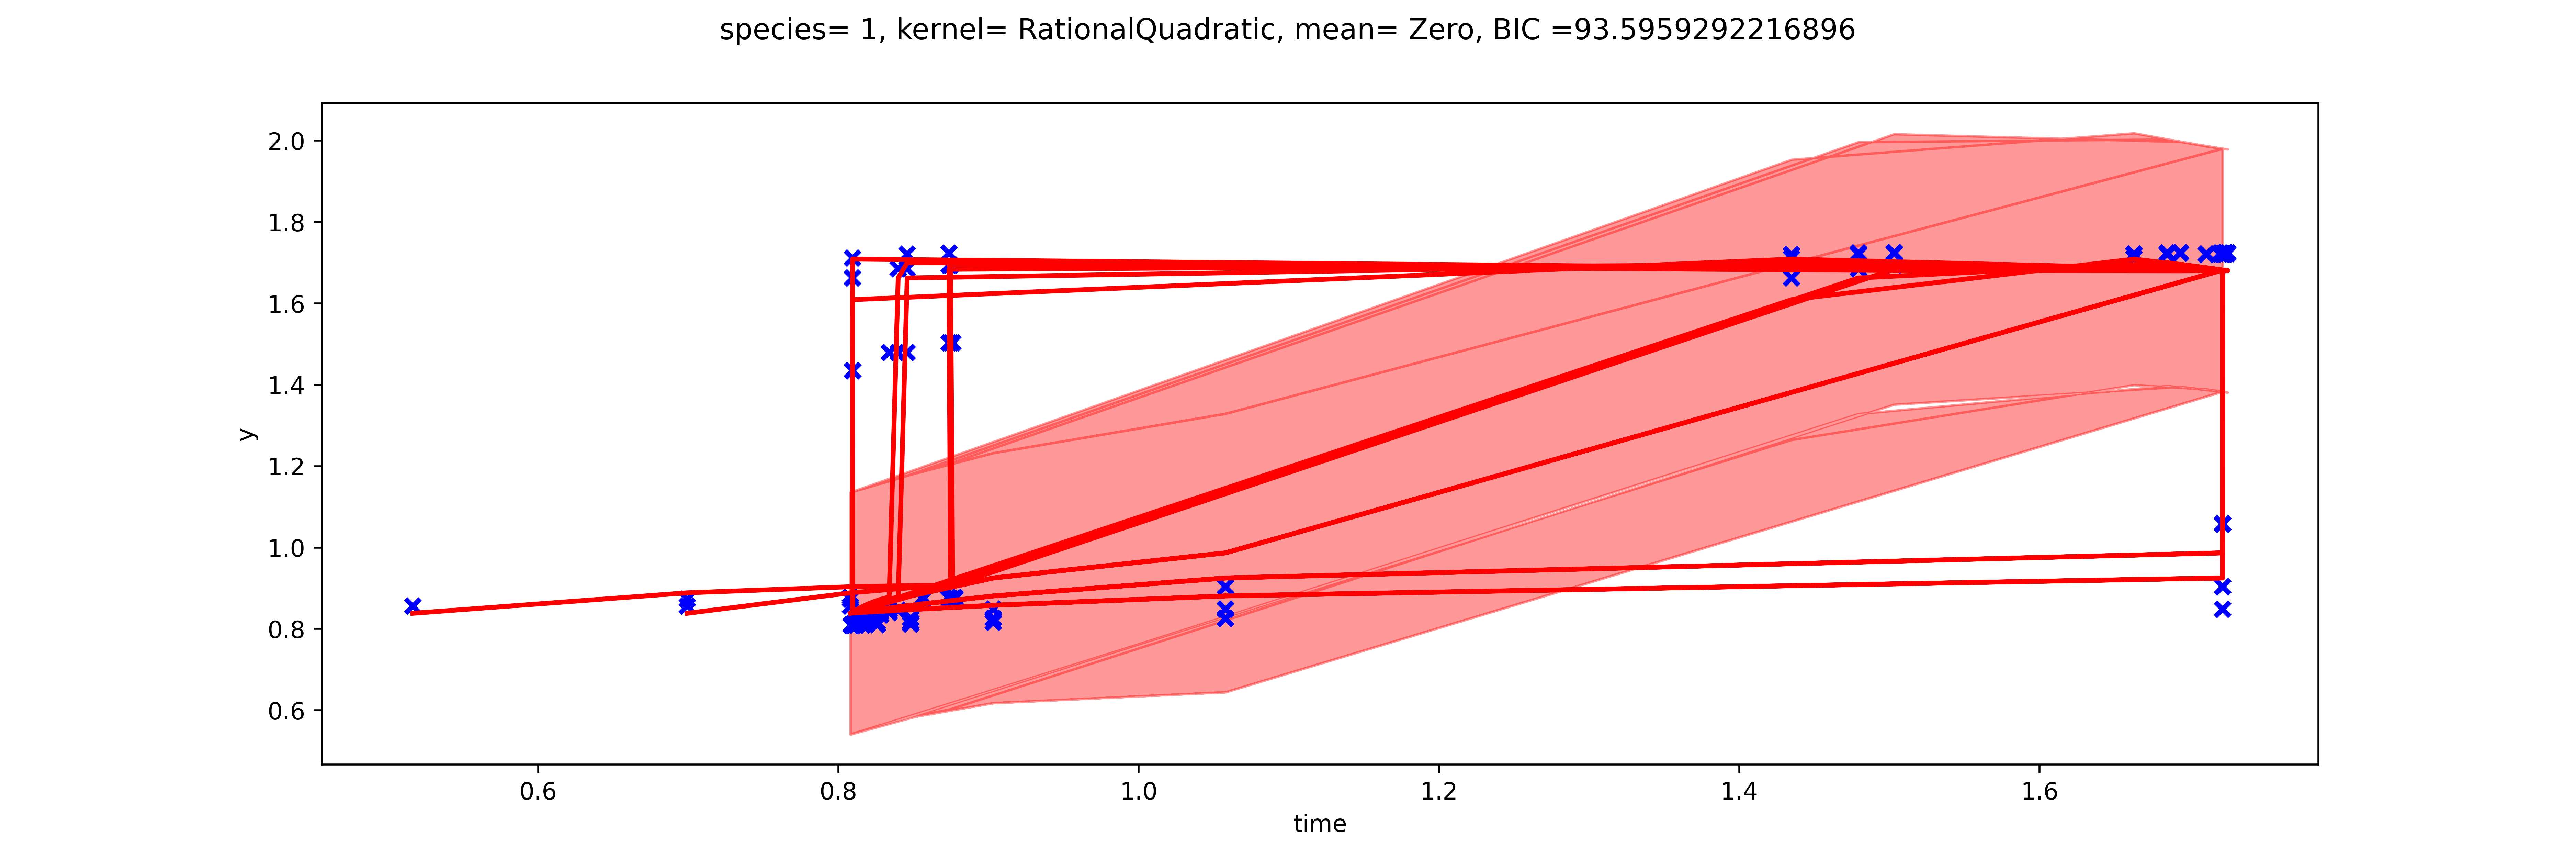 species= 1, kernel= RationalQuadratic, mean= Zero, BIC =93.5959292216896
2.0
1.8
1.6
1.4
1.2
1.0
0.8
0.6
y
0.6 0.8 1.0 1.2 1.4 1.6
time